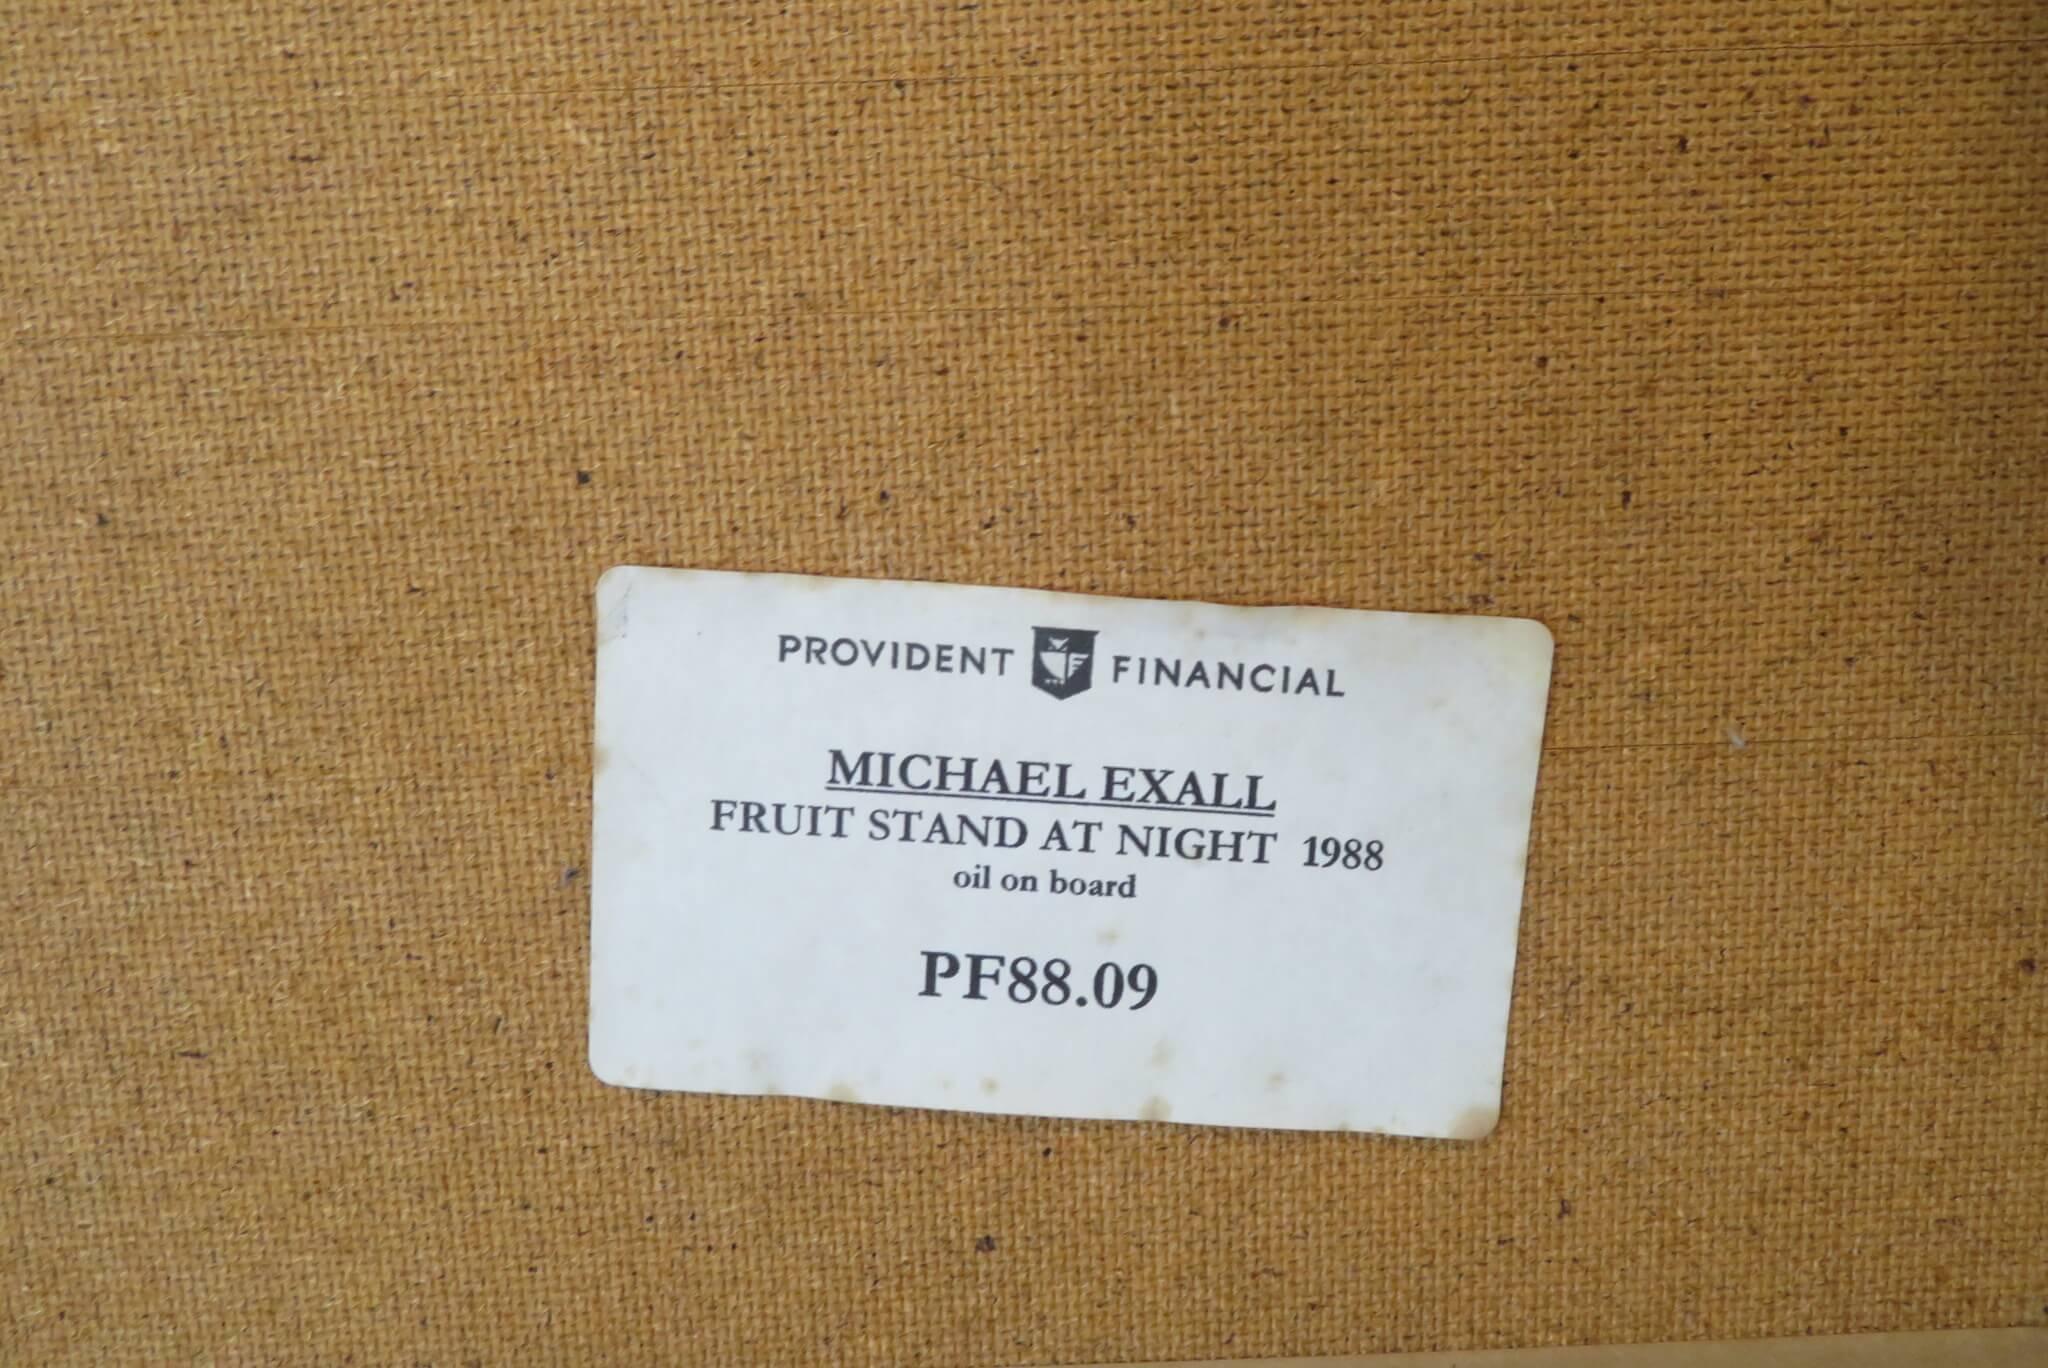 PROVIDENT FINANCIAL
MICHAEL EXALL
FRUIT STAND AT NIGHT 1988
oil on board
PF88.09